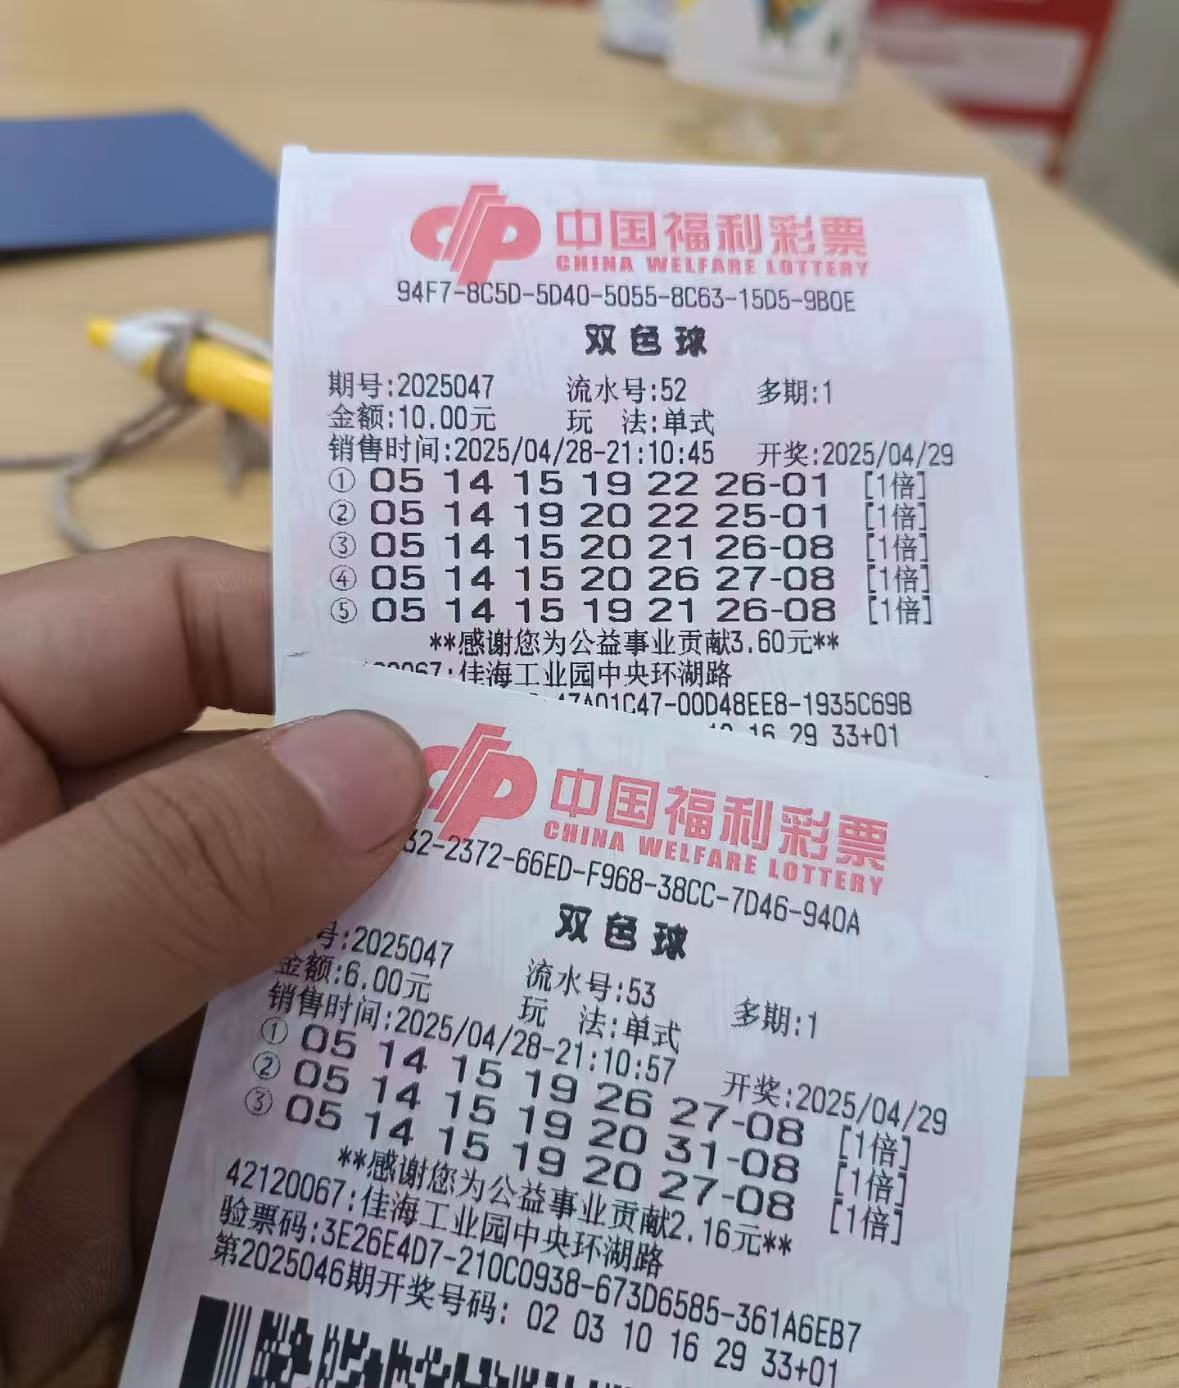 中国福利彩票
CHINA WELFARE LOTTERY
94F7-8C5D-5D40-5055-8C63-15D5-9B0E
双色球
期号:2025047 流水号:52 多期:1
金额:10.00元 玩 法:单式
销售时间:2025/04/28-21:10:45 开奖:2025/04/29
① 05 14 15 19 22 26-01 [1倍]
② 05 14 19 20 22 25-01 [1倍]
③ 05 14 15 20 21 26-08 [1倍]
④ 05 14 15 20 26 27-08 [1倍]
⑤ 05 14 15 19 21 26-08 [1倍]
**感谢您为公益事业贡献3.60元**
0067:佳海工业园中央环湖路
47A01C47-00D48EE8-1935C69B
16 29 33+01
中国福利彩票
CHINA WELFARE LOTTERY
32-2372-66ED-F968-38CC-7D46-940A
双色球
号:2025047 流水号:53 多期:1
金额:6.00元 玩 法:单式
销售时间:2025/04/28-21:10:57 开奖:2025/04/29
① 05 14 15 19 26 27-08 [1倍]
② 05 14 15 19 20 31-08 [1倍]
③ 05 14 15 19 20 27-08 [1倍]
**感谢您为公益事业贡献2.16元**
42120067:佳海工业园中央环湖路
验票码:3E26E4D7-210C0938-673D6585-361A6EB7
第2025046期开奖号码: 02 03 10 16 29 33+01